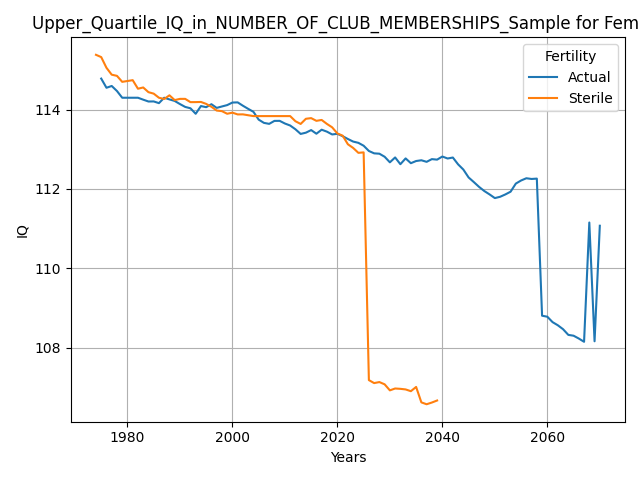 Upper_Quartile_IQ_in_NUMBER_OF_CLUB_MEMBERSHIPS_Sample for Fem
Fertility
Actual
Sterile
114
112
110
108
IQ
1980
2000
2020
2040
2060
Years